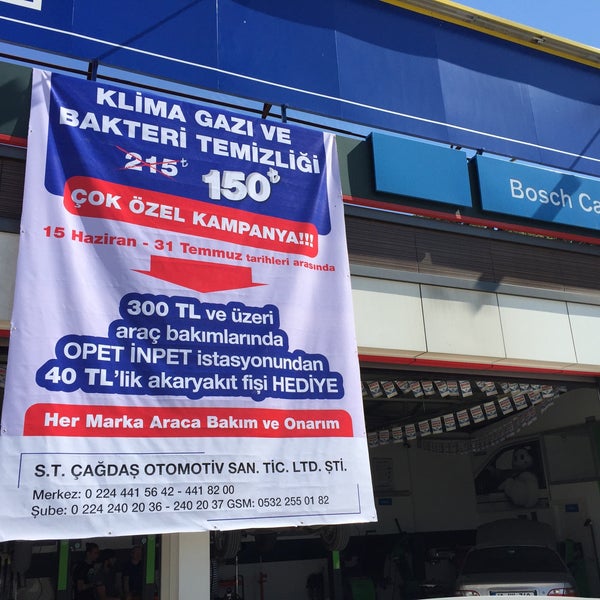 KLİMA GAZI VE
BAKTERİ TEMİZLİĞİ
215₺ 150₺
ÇOK ÖZEL KAMPANYA!!!
15 Haziran - 31 Temmuz tarihleri arasında
300 TL ve üzeri
araç bakımlarında
OPET İNPET istasyonundan
40 TL'lik akaryakıt fişi HEDİYE
Her Marka Araca Bakım ve Onarım
S.T. ÇAĞDAŞ OTOMOTİV SAN. TİC. LTD. ŞTİ.
Merkez: 0 224 441 56 42 - 441 82 00
Şube: 0 224 240 20 36 - 240 20 37 GSM: 0532 255 01 82
Bosch Ca